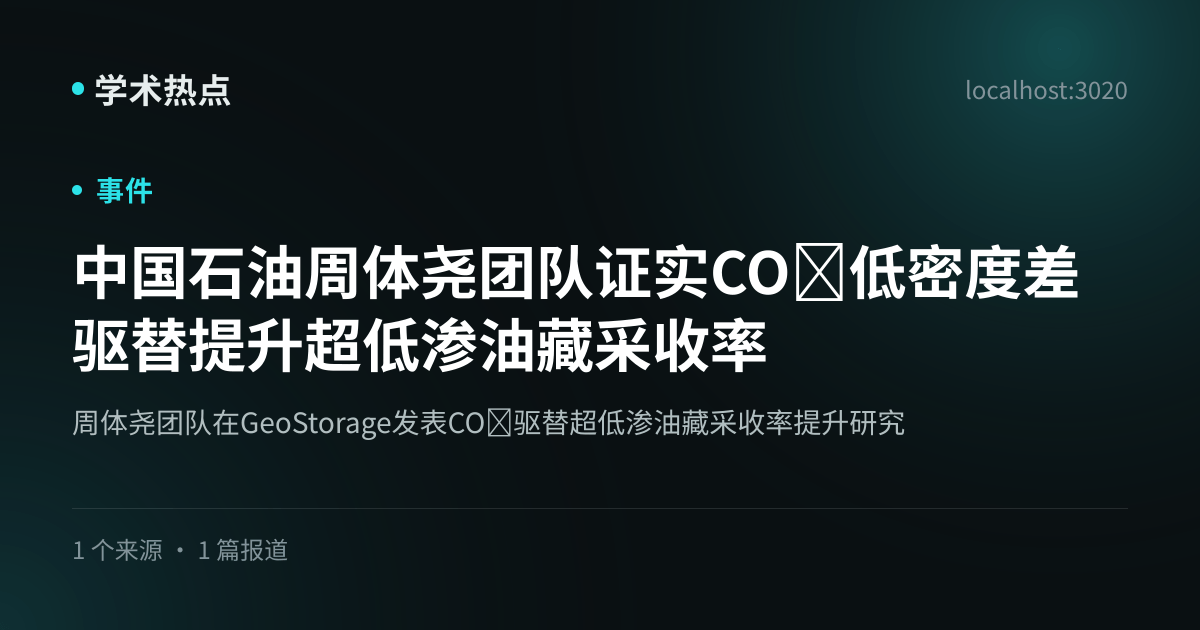 学术热点
localhost:3020
事件
中国石油周体尧团队证实CO☒低密度差
驱替提升超低渗油藏采收率
周体尧团队在GeoStorage发表CO☒驱替超低渗油藏采收率提升研究
1 个来源 · 1 篇报道